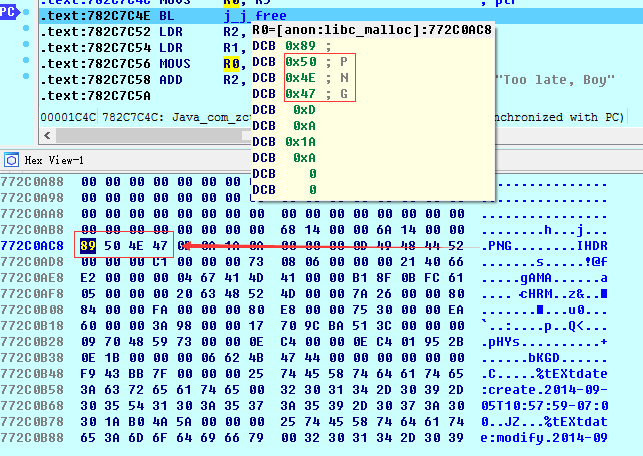 PC
.text:782C7C4E BL j_j_free
.text:782C7C52 LDR R2,
.text:782C7C54 LDR R1,
.text:782C7C56 MOVS R0,
.text:782C7C58 ADD R2, "Too late, Boy"
.text:782C7C5A
00001C4C 782C7C4C: Java_com_zc nchronized with PC)
R0=[anon:libc_malloc]:772C0AC8
DCB 0x89 ;
DCB 0x50 ; P
DCB 0x4E ; N
DCB 0x47 ; G
DCB 0xD
DCB 0xA
DCB 0x1A
DCB 0xA
DCB 0
DCB 0
Hex View-1
772C0A88 00 00 00 00 00 00 00 00 00 00 00 00 00 00 00 00 ................
772C0A98 00 00 00 00 00 00 00 00 00 00 00 00 00 00 00 00 ................
772C0AA8 00 00 00 00 00 00 00 00 00 00 00 00 00 00 00 00 ................
772C0AB8 00 00 00 00 00 00 00 00 68 14 00 00 6A 14 00 00 ........h...j...
772C0AC8 89 50 4E 47 00 00 00 0D 49 48 44 52 .PNG........IHDR
772C0AD8 00 00 00 C1 00 00 00 73 08 06 00 00 00 21 40 66 .......s.....!@f
772C0AE8 E2 00 00 00 04 67 41 4D 41 00 00 B1 8F 0B FC 61 .....gAMA......a
772C0AF8 05 00 00 00 20 63 48 52 4D 00 00 7A 26 00 00 80 .... cHRM..z&..
772C0B08 84 00 00 FA 00 00 00 80 E8 00 00 75 30 00 00 EA ...........u0...
772C0B18 60 00 00 3A 98 00 00 17 70 9C BA 51 3C 00 00 00 `..:....p..Q<...
772C0B28 09 70 48 59 73 00 00 0E C4 00 00 0E C4 01 95 2B .pHYs..........+
772C0B38 0E 1B 00 00 00 06 62 4B 47 44 00 00 00 00 00 00 ......bKGD......
772C0B48 F9 43 BB 7F 00 00 00 25 74 45 58 74 64 61 74 65 .C.....%tEXtdate
772C0B58 3A 63 72 65 61 74 65 00 32 30 31 34 2D 30 39 2D :create.2014-09-
772C0B68 30 35 54 31 30 3A 35 37 3A 35 39 2D 30 37 3A 30 05T10:57:59-07:0
772C0B78 30 1A B0 4A 5A 00 00 00 25 74 45 58 74 64 61 74 0..JZ...%tEXtdat
772C0B88 65 3A 6D 6F 64 69 66 79 00 32 30 31 34 2D 30 39 e:modify.2014-09